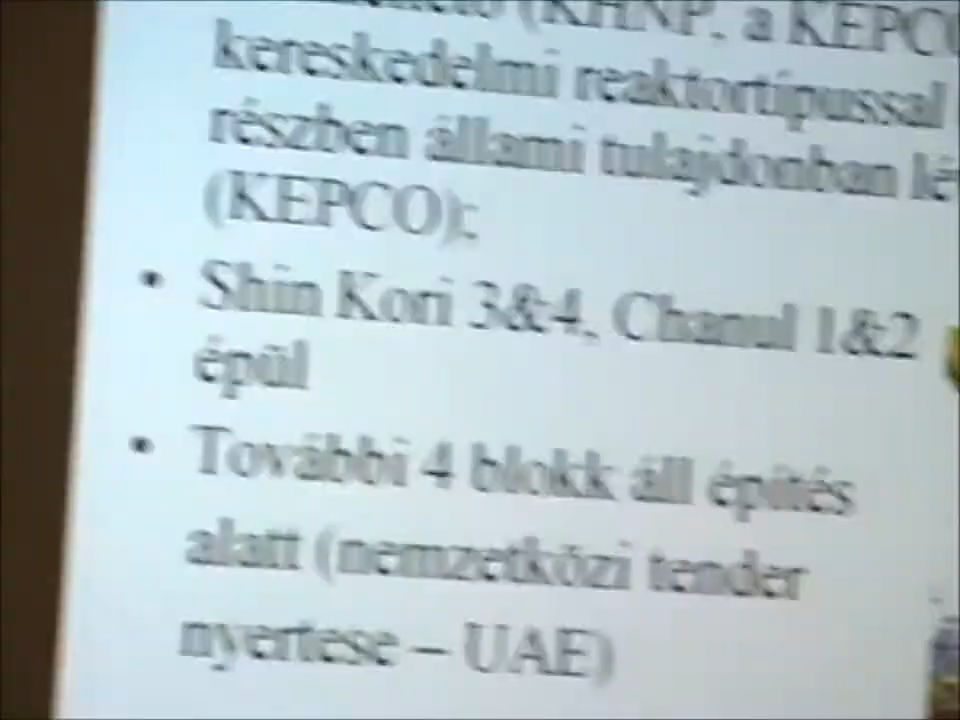 (KHNP, a KEPCO
kereskedelmi reaktortípussal
részben állami tulajdonban lé
(KEPCO);
• Shin Kori 3&4, Chanul 1&2
épül
• További 4 blokk áll építés
alatt (nemzetközi tender
nyertese – UAE)